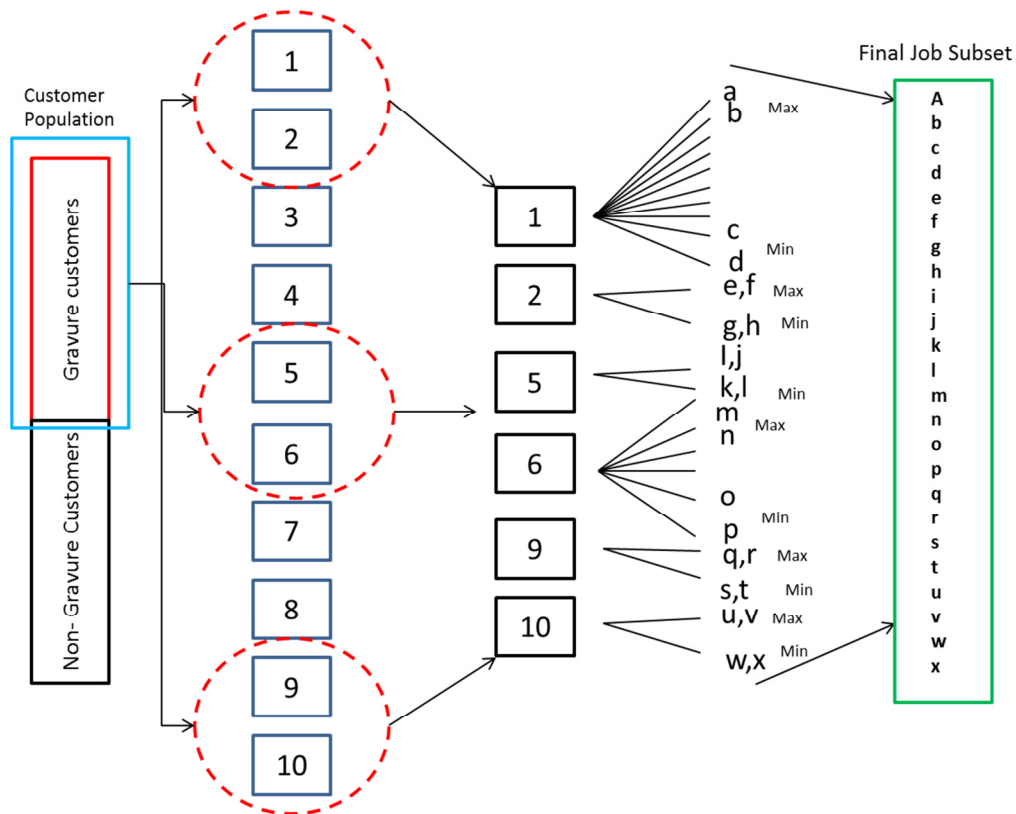 Customer
Population
Gravure customers
Non- Gravure Customers
1
2
3
4
5
6
7
8
9
10
1
2
5
6
9
10
a
b Max
c
Min
d
e,f Max
g,h Min
l,j
k,l Min
m
n Max
o
p Min
q,r Max
s,t Min
u,v Max
w,x Min
Final Job Subset
A
b
c
d
e
f
g
h
i
j
k
l
m
n
o
p
q
r
s
t
u
v
w
x